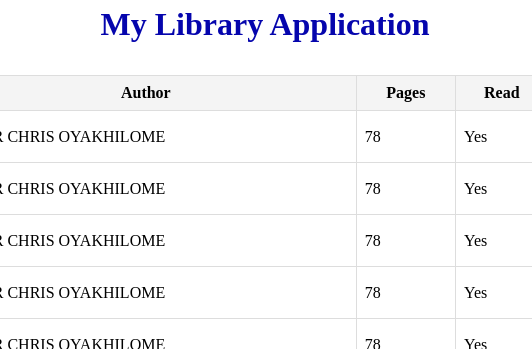 My Library Application
Author Pages Read
CHRIS OYAKHILOME 78 Yes
CHRIS OYAKHILOME 78 Yes
CHRIS OYAKHILOME 78 Yes
CHRIS OYAKHILOME 78 Yes
CHRIS OYAKHILOME 78 Yes